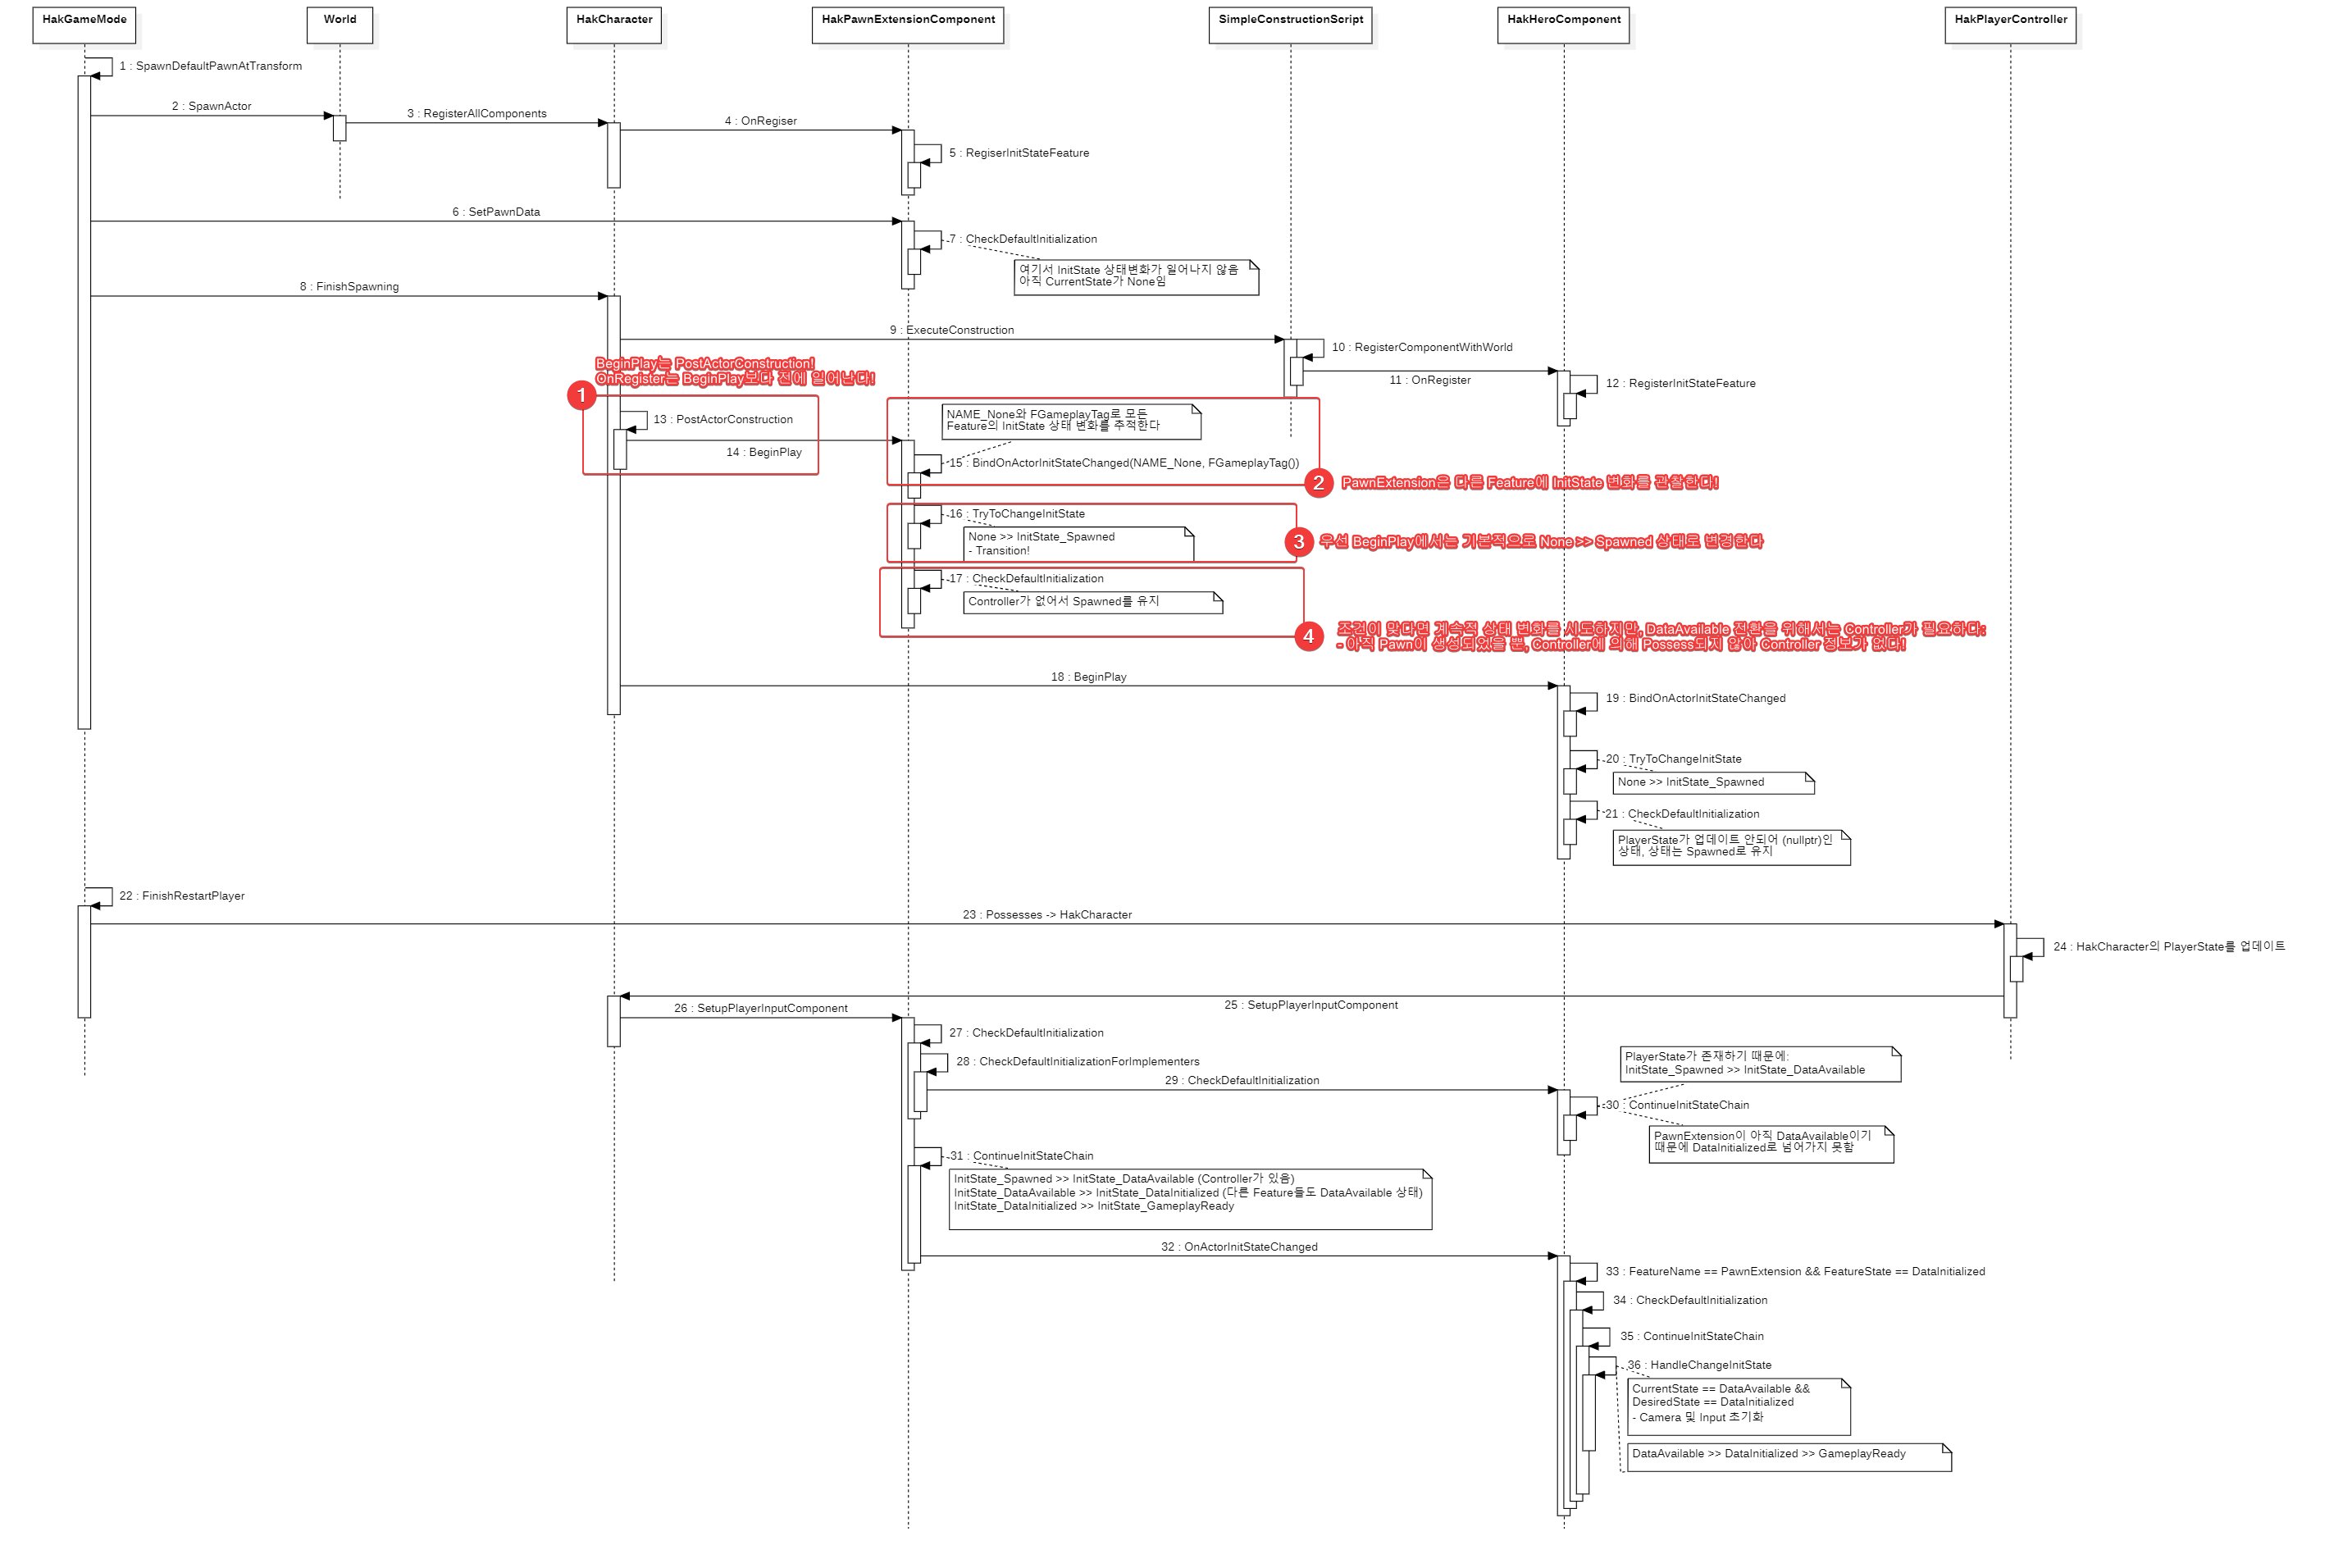 HakGameMode
World
HakCharacter
HakPawnExtensionComponent
SimpleConstructionScript
HakHeroComponent
HakPlayerController
1 : SpawnDefaultPawnAtTransform
2 : SpawnActor
3 : RegisterAllComponents
4 : OnRegiser
5 : RegiserInitStateFeature
6 : SetPawnData
7 : CheckDefaultInitialization
여기서 InitState 상태변화가 일어나지 않음
아직 CurrentState가 None임
8 : FinishSpawning
9 : ExecuteConstruction
10 : RegisterComponentWithWorld
11 : OnRegister
12 : RegisterInitStateFeature
BeginPlay는 PostActorConstruction!
OnRegister는 BeginPlay보다 전에 일어난다!
1
13 : PostActorConstruction
14 : BeginPlay
NAME_None와 FGameplayTag로 모든
Feature의 InitState 상태 변화를 추적한다
15 : BindOnActorInitStateChanged(NAME_None, FGameplayTag())
2
PawnExtension은 다른 Feature에 InitState 변화를 관찰한다!
16 : TryToChangeInitState
None >> InitState_Spawned
- Transition!
3
우선 BeginPlay에서는 기본적으로 None >> Spawned 상태로 변경한다
17 : CheckDefaultInitialization
Controller가 없어서 Spawned를 유지
4
조건이 맞다면 계속적 상태 변화를 시도하지만, DataAvailable 전환을 위해서는 Controller가 필요하다:
- 아직 Pawn이 생성되었을 뿐, Controller에 의해 Possess되지 않아 Controller 정보가 없다!
18 : BeginPlay
19 : BindOnActorInitStateChanged
20 : TryToChangeInitState
None >> InitState_Spawned
21 : CheckDefaultInitialization
PlayerState가 업데이트 안되어 (nullptr)인
상태, 상태는 Spawned로 유지
22 : FinishRestartPlayer
23 : Possesses -> HakCharacter
24 : HakCharacter의 PlayerState를 업데이트
25 : SetupPlayerInputComponent
26 : SetupPlayerInputComponent
27 : CheckDefaultInitialization
28 : CheckDefaultInitializationForImplementers
29 : CheckDefaultInitialization
PlayerState가 존재하기 때문에:
InitState_Spawned >> InitState_DataAvailable
30 : ContinueInitStateChain
PawnExtension이 아직 DataAvailable이기
때문에 DataInitialized로 넘어가지 못함
31 : ContinueInitStateChain
InitState_Spawned >> InitState_DataAvailable (Controller가 있음)
InitState_DataAvailable >> InitState_DataInitialized (다른 Feature들도 DataAvailable 상태)
InitState_DataInitialized >> InitState_GameplayReady
32 : OnActorInitStateChanged
33 : FeatureName == PawnExtension && FeatureState == DataInitialized
34 : CheckDefaultInitialization
35 : ContinueInitStateChain
36 : HandleChangeInitState
CurrentState == DataAvailable &&
DesiredState == DataInitialized
- Camera 및 Input 초기화
DataAvailable >> DataInitialized >> GameplayReady